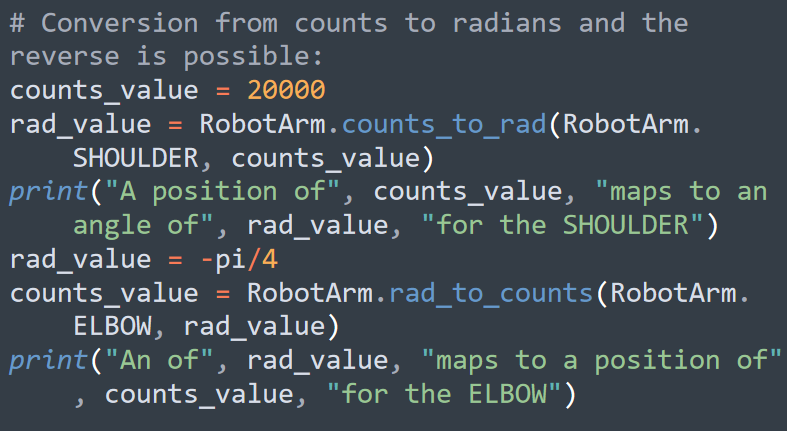 # Conversion from counts to radians and the
reverse is possible:
counts_value = 20000
rad_value = RobotArm.counts_to_rad(RobotArm.
SHOULDER, counts_value)
print("A position of", counts_value, "maps to an
angle of", rad_value, "for the SHOULDER")
rad_value = -pi/4
counts_value = RobotArm.rad_to_counts(RobotArm.
ELBOW, rad_value)
print("An of", rad_value, "maps to a position of"
, counts_value, "for the ELBOW")